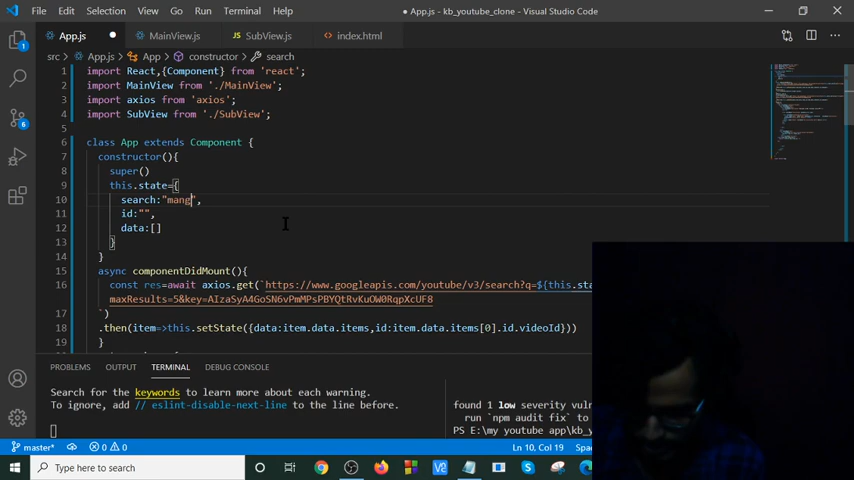 File Edit Selection View Go Run Terminal Help
● App.js - kb_youtube_clone - Visual Studio Code
App.js MainView.js SubView.js index.html
src > App.js > App > constructor > search
1 import React,{Component} from 'react';
2 import MainView from './MainView';
3 import axios from 'axios';
4 import SubView from './SubView';
5
6 class App extends Component {
7 constructor(){
8 super()
9 this.state={
10 search:"mang",
11 id:"",
12 data:[]
13 }
14 }
15 async componentDidMount(){
16 const res=await axios.get(`https://www.googleapis.com/youtube/v3/search?q=${this.sta
maxResults=5&key=AIzaSyA4GoSN6vPmMPsPBYQtRvKuOW0RqpXcUF8
17 `)
18 .then(item=>this.setState({data:item.data.items,id:item.data.items[0].id.videoId}))
19 }
PROBLEMS OUTPUT TERMINAL DEBUG CONSOLE
Search for the keywords to learn more about each warning.
To ignore, add // eslint-disable-next-line to the line before.
found 1 low severity vuln
run `npm audit fix` to
PS E:\my youtube app\kb_
master* 0 0 Ln 10, Col 19 Spac
Type here to search